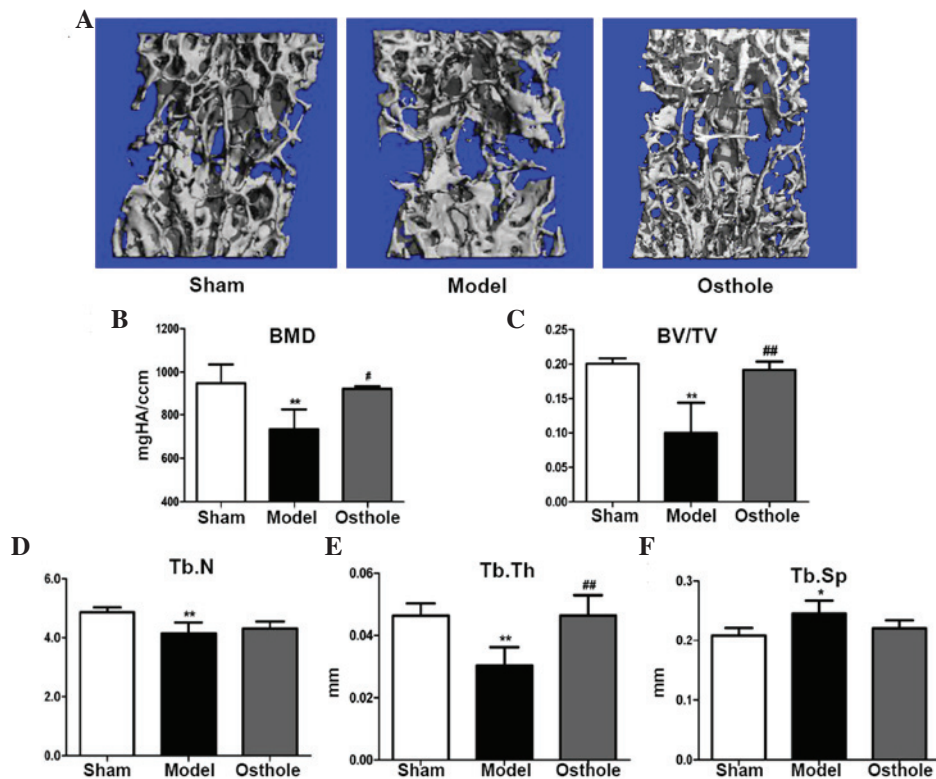 A
Sham Model Osthole
B
BMD
mgHA/ccm
1200
1000
800
600
400
**
#
Sham Model Osthole
C
BV/TV
0.25
0.20
0.15
0.10
0.05
0.00
**
##
Sham Model Osthole
D
Tb.N
6.0
4.0
2.0
0.0
**
Sham Model Osthole
E
Tb.Th
mm
0.06
0.04
0.02
0.00
**
##
Sham Model Osthole
F
Tb.Sp
mm
0.3
0.2
0.1
0.0
*
Sham Model Osthole